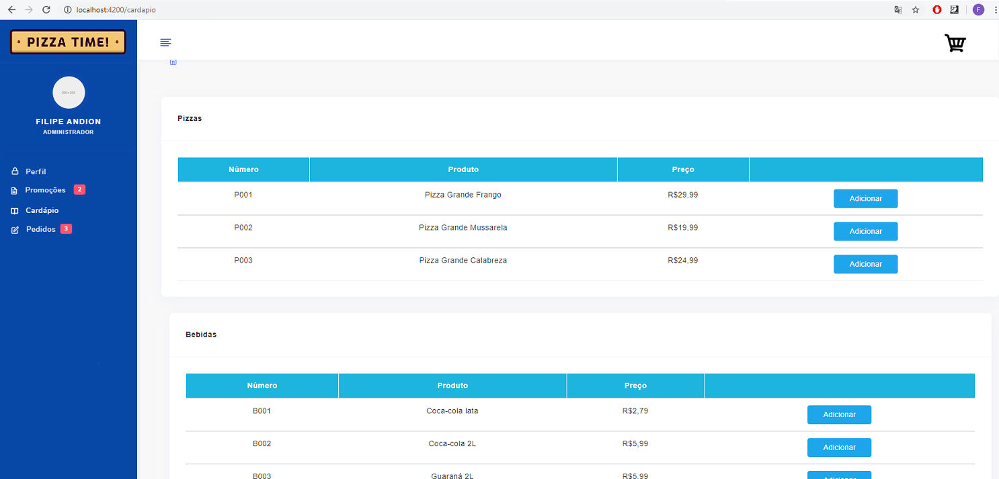 localhost:4200/cardapio
F
PIZZA TIME!
FILIPE ANDION
ADMINISTRADOR
Perfil
Promoções 2
Cardápio
Pedidos 3
Pizzas
Número Produto Preço
P001 Pizza Grande Frango R$29,99 Adicionar
P002 Pizza Grande Mussarela R$19,99 Adicionar
P003 Pizza Grande Calabreza R$24,99 Adicionar
Bebidas
Número Produto Preço
B001 Coca-cola lata R$2,79 Adicionar
B002 Coca-cola 2L R$5,99 Adicionar
B003 Guaraná 2L R$5,99 Adicionar